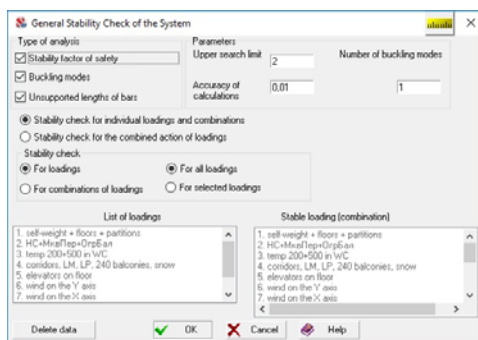 General Stability Check of the System
Type of analysis
Stability factor of safety
Buckling modes
Unsupported lengths of bars
Parameters
Upper search limit
2
Number of buckling modes
Accuracy of
calculations
0,01
1
Stability check for individual loadings and combinations
Stability check for the combined action of loadings
Stability check
For loadings
For all loadings
For combinations of loadings
For selected loadings
List of loadings
1. self-weight + floors + partitions
2. НС+МквПер+ОгрБал
3. temp 200+500 in WC
4. corridors, LM, LP, 240 balconies, snow
5. elevators on floor
6. wind on the Y axis
7. wind on the X axis
Stable loading (combination)
1. self-weight + floors + partitions
2. НС+МквПер+ОгрБал
3. temp 200+500 in WC
4. corridors, LM, LP, 240 balconies, snow
5. elevators on floor
6. wind on the Y axis
7. wind on the X axis
Delete data
OK
Cancel
Help